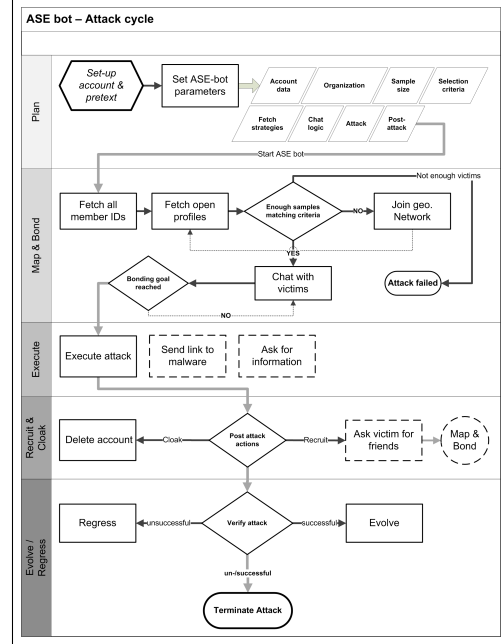 ASE bot – Attack cycle
Plan
Set-up
account &
pretext
Set ASE-bot
parameters
Account
data
Organization
Sample
size
Selection
criteria
Fetch
strategies
Chat
logic
Attack
Post-
attack
Start ASE bot
Map & Bond
Not enough victims
Fetch all
member IDs
Fetch open
profiles
Enough samples
matching criteria
NO
Join geo.
Network
YES
Bonding goal
reached
Chat with
victims
Attack failed
NO
Execute
Execute attack
Send link to
malware
Ask for
information
Recruit &
Cloak
Delete account
Cloak
Post attack
actions
Recruit
Ask victim for
friends
Map &
Bond
Evolve /
Regress
Regress
unsuccessful
Verify attack
successful
Evolve
un-/successful
Terminate Attack